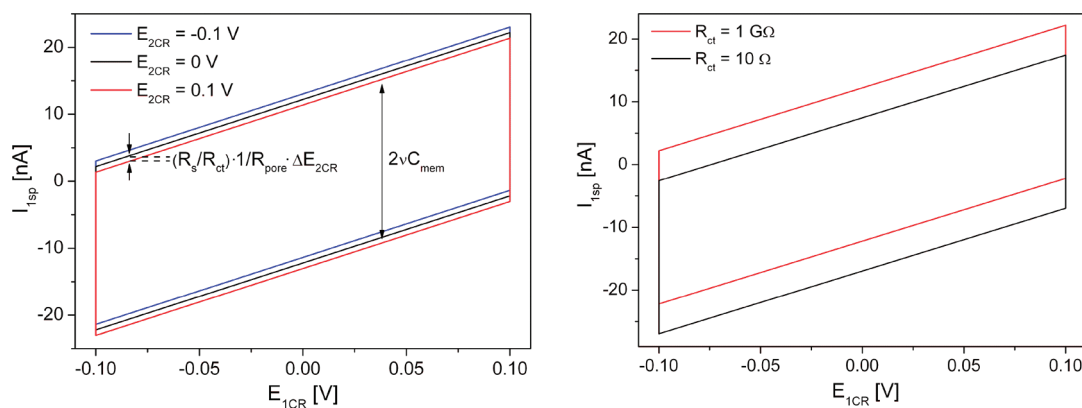 E2CR = -0.1 V
E2CR = 0 V
E2CR = 0.1 V
20
10
0
-10
-20
I1sp [nA]
(Rs/Rct)·1/Rpore·ΔE2CR
2νCmem
-0.10
-0.05
0.00
0.05
0.10
E1CR [V]
Rct = 1 GΩ
Rct = 10 Ω
20
10
0
-10
-20
I1sp [nA]
-0.10
-0.05
0.00
0.05
0.10
E1CR [V]